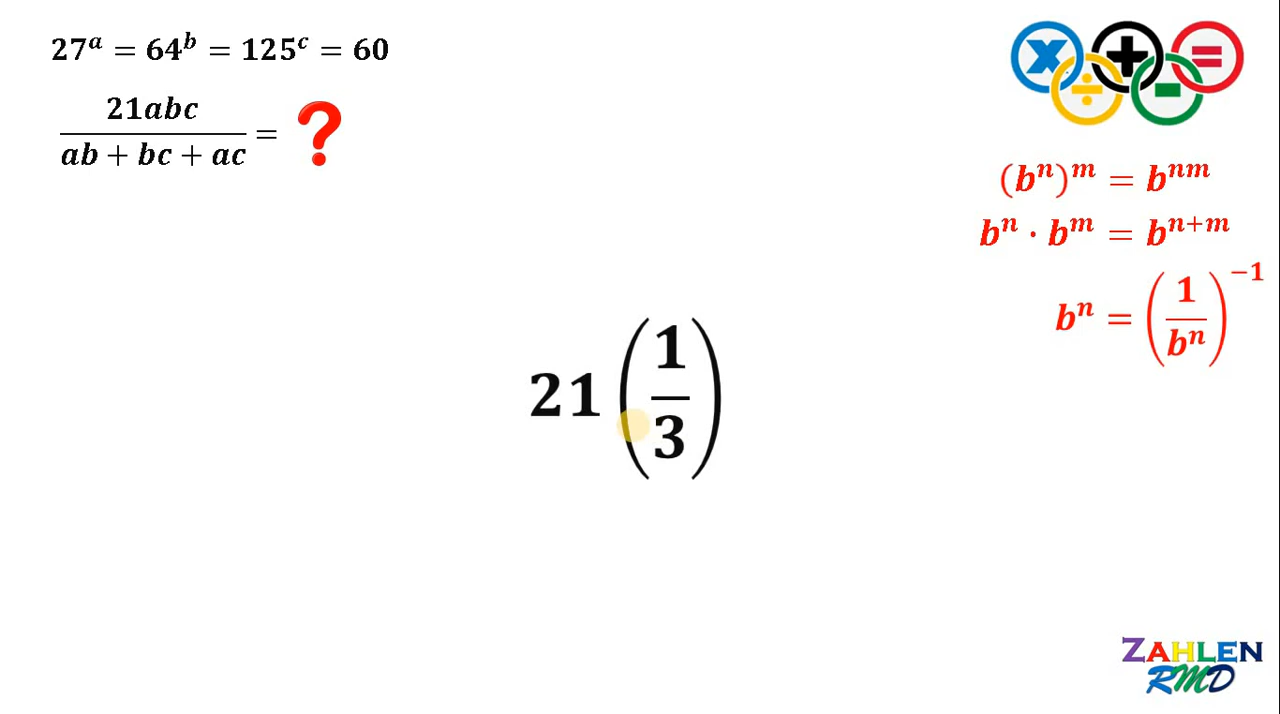 27^a = 64^b = 125^c = 60
21abc / (ab + bc + ac) = ?
(b^n)^m = b^{nm}
b^n · b^m = b^{n+m}
b^n = (1/b^n)^{-1}
21(1/3)
ZAHLEN
RMD